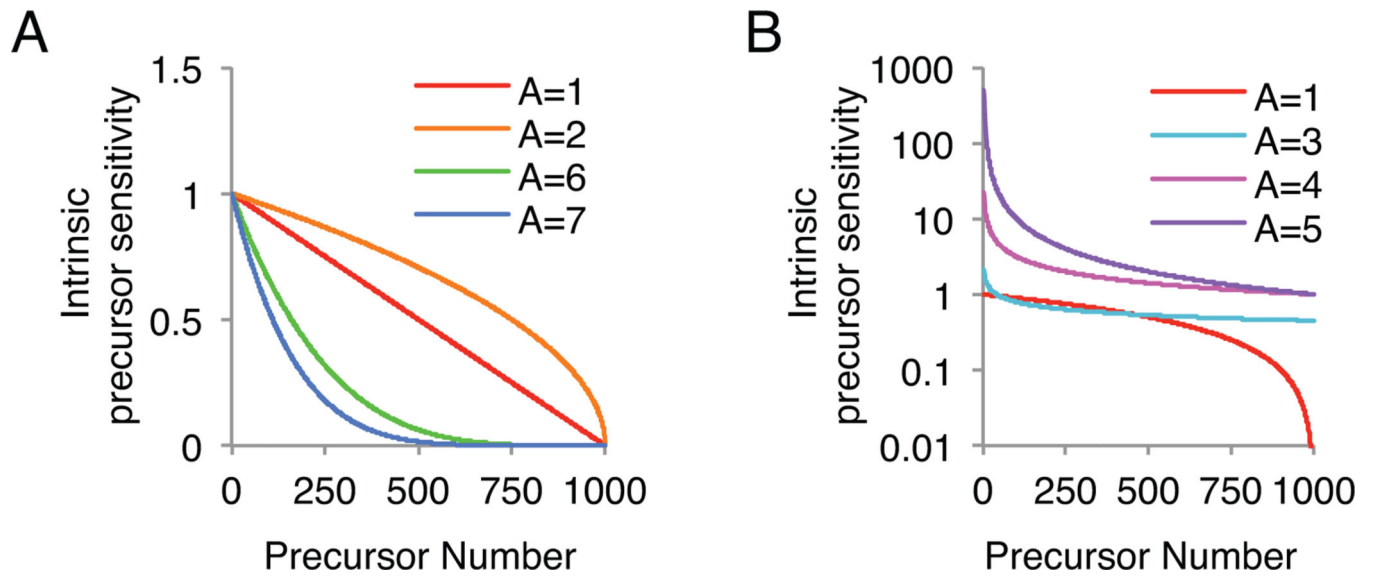 A
Intrinsic
precursor sensitivity
1.5
1
0.5
0
A=1
A=2
A=6
A=7
0 250 500 750 1000
Precursor Number
B
Intrinsic
precursor sensitivity
1000
100
10
1
0.1
0.01
A=1
A=3
A=4
A=5
0 250 500 750 1000
Precursor Number